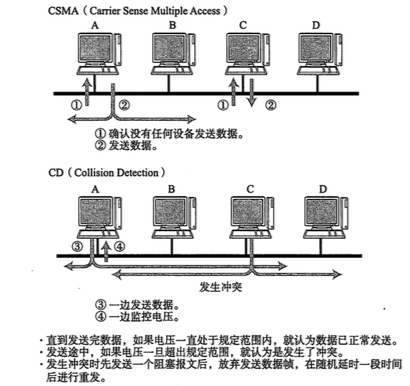 CSMA（Carrier Sense Multiple Access）
A B C D
① ② ① ②
① 确认没有任何设备发送数据。
② 发送数据。
CD（Collision Detection）
A B C D
③ ④
发生冲突
③ 一边发送数据。
④ 一边监控电压。
·直到发送完数据，如果电压一直处于规定范围内，就认为数据已正常发送。
·发送途中，如果电压一旦超出规定范围，就认为是发生了冲突。
·发生冲突时先发送一个阻塞报文后，放弃发送数据帧，在随机延时一段时间
后进行重发。